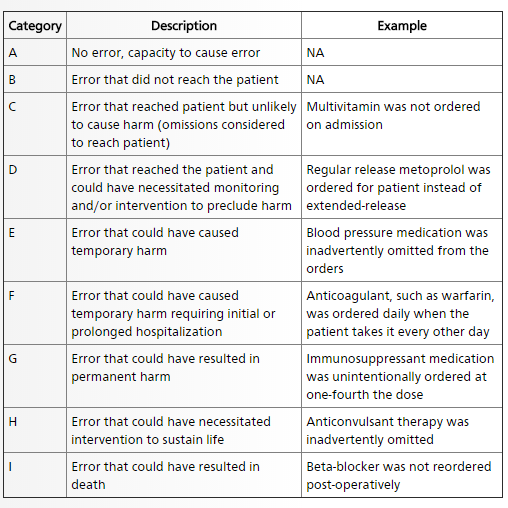 Category Description Example
A No error, capacity to cause error NA
B Error that did not reach the patient NA
C Error that reached patient but unlikely Multivitamin was not ordered
to cause harm (omissions considered on admission
to reach patient)
D Error that reached the patient and Regular release metoprolol was
could have necessitated monitoring ordered for patient instead of
and/or intervention to preclude harm extended-release
E Error that could have caused Blood pressure medication was
temporary harm inadvertently omitted from the
orders
F Error that could have caused Anticoagulant, such as warfarin,
temporary harm requiring initial or was ordered daily when the
prolonged hospitalization patient takes it every other day
G Error that could have resulted in Immunosuppressant medication
permanent harm was unintentionally ordered at
one-fourth the dose
H Error that could have necessitated Anticonvulsant therapy was
intervention to sustain life inadvertently omitted
I Error that could have resulted in Beta-blocker was not reordered
death post-operatively